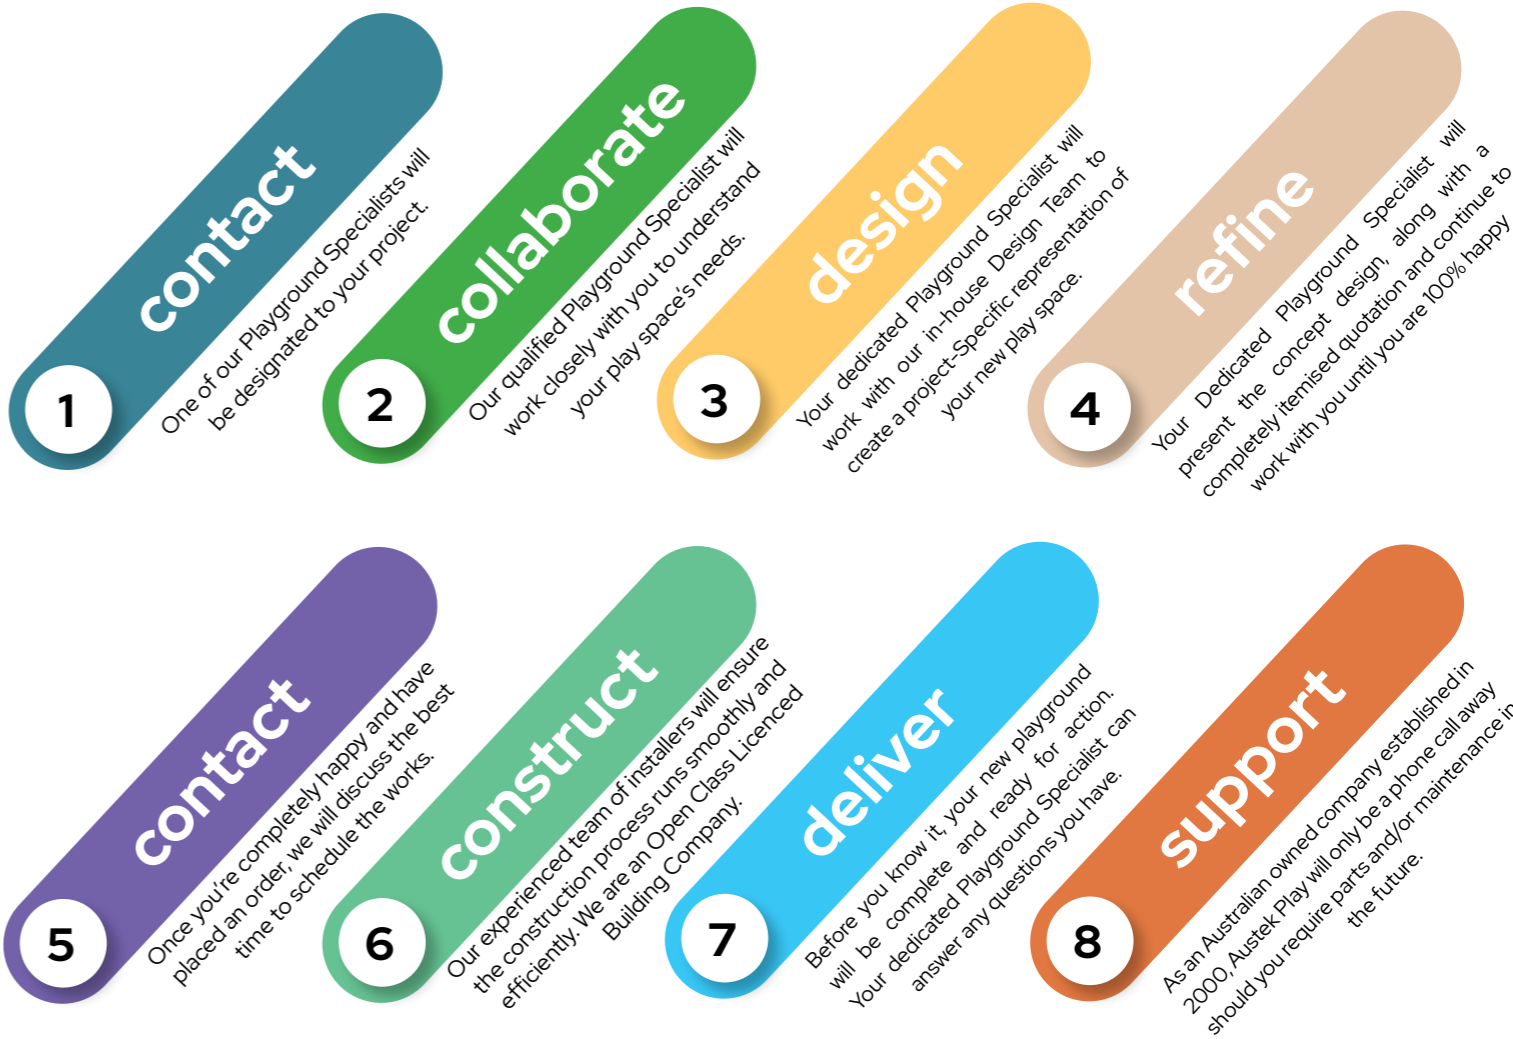 contact
1
One of our Playground Specialists will
be designated to your project.
collaborate
2
Our qualified Playground Specialist will
work closely with you to understand
your play space's needs.
design
3
Your dedicated Playground Specialist will
work with our in-house Design Team to
create a project-Specific representation of
your new play space.
refine
4
Your Dedicated Playground Specialist will
present the concept design, along with a
completely itemised quotation and continue to
work with you until you are 100% happy
contact
5
Once you're completely happy and have
placed an order, we will discuss the best
time to schedule the works.
construct
6
Our experienced team of installers will ensure
the construction process runs smoothly and
efficiently. We are an Open Class Licenced
Building Company.
deliver
7
Before you know it, your new playground
will be complete and ready for action.
Your dedicated Playground Specialist can
answer any questions you have.
support
8
As an Australian owned company established in
2000, Austek Play will only be a phone call away
should you require parts and/or maintenance in
the future.